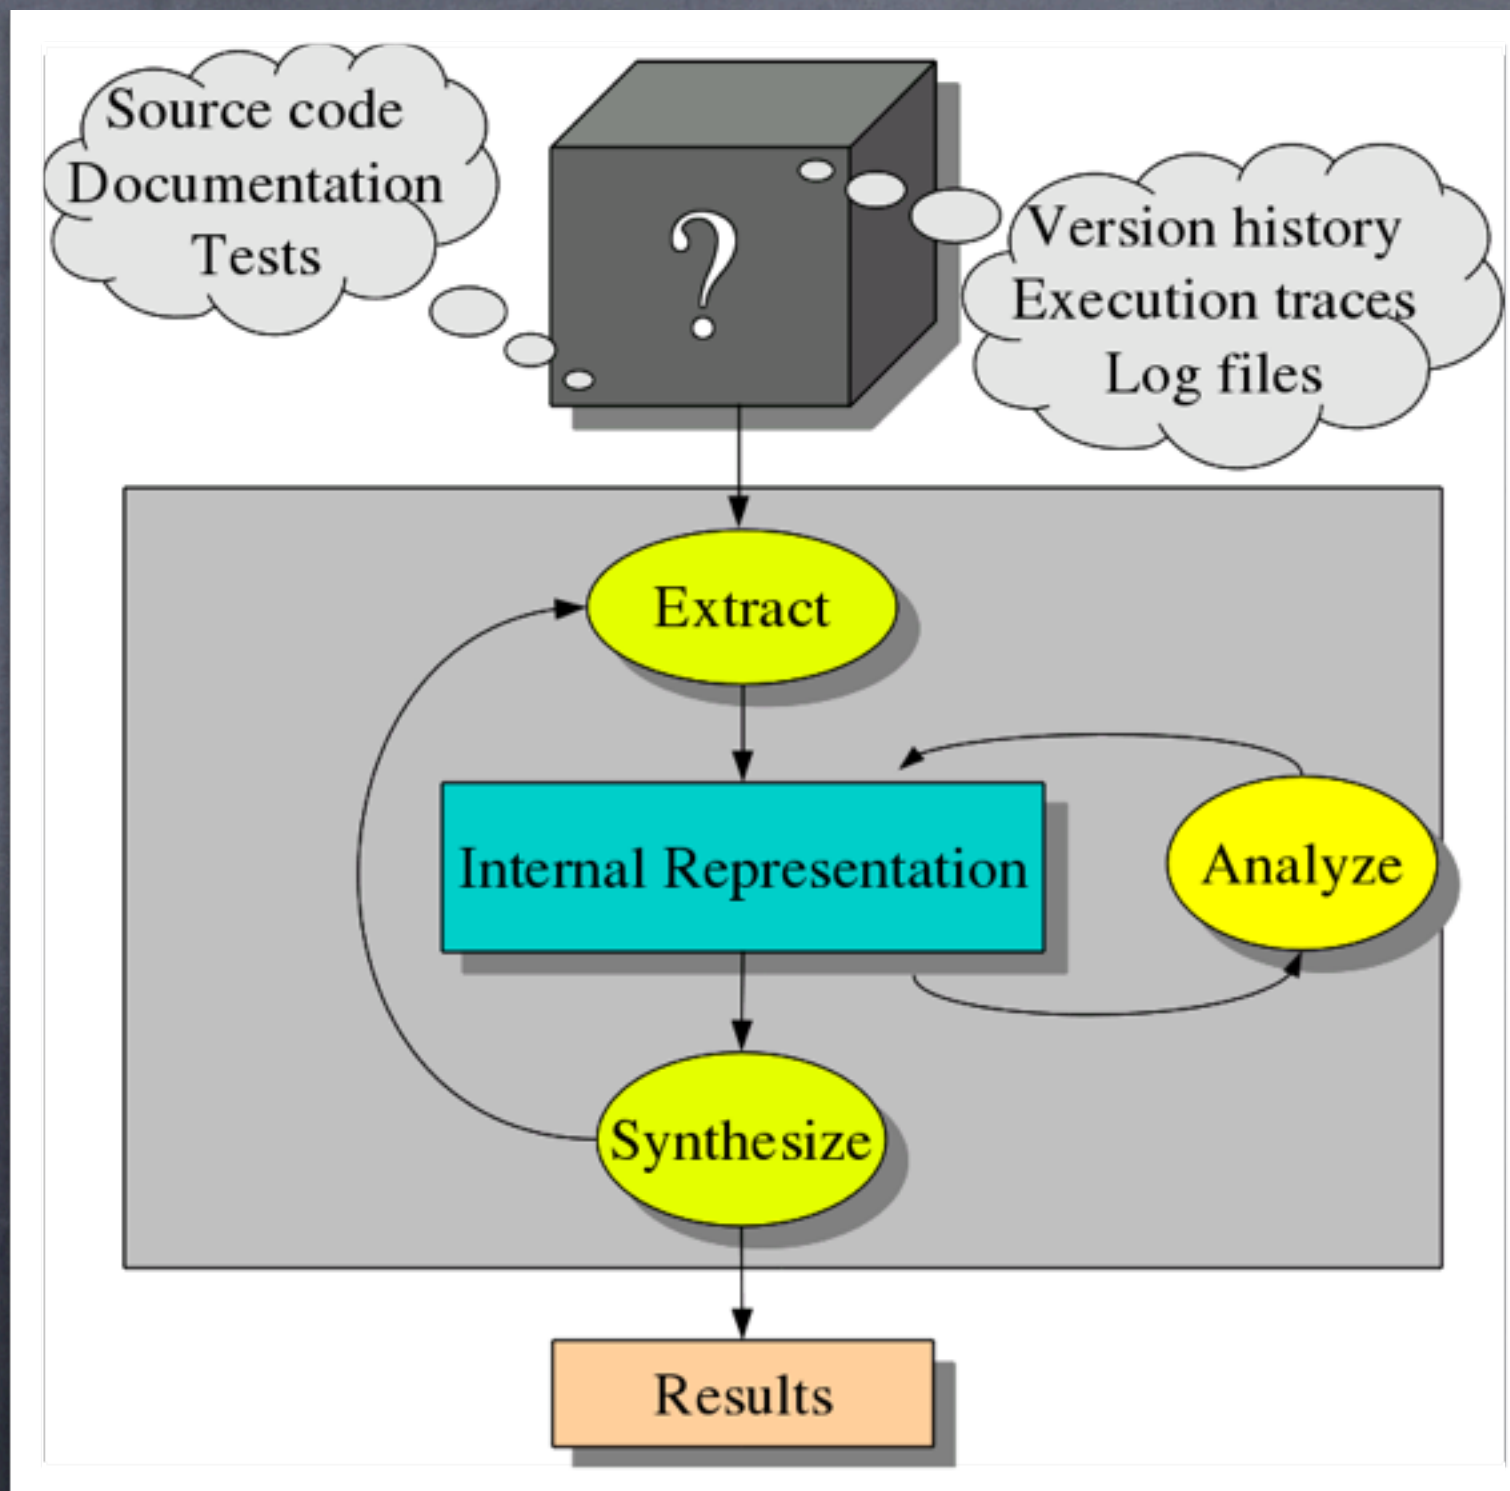 Source code
Documentation
Tests
?
Version history
Execution traces
Log files
Extract
Internal Representation
Analyze
Synthesize
Results